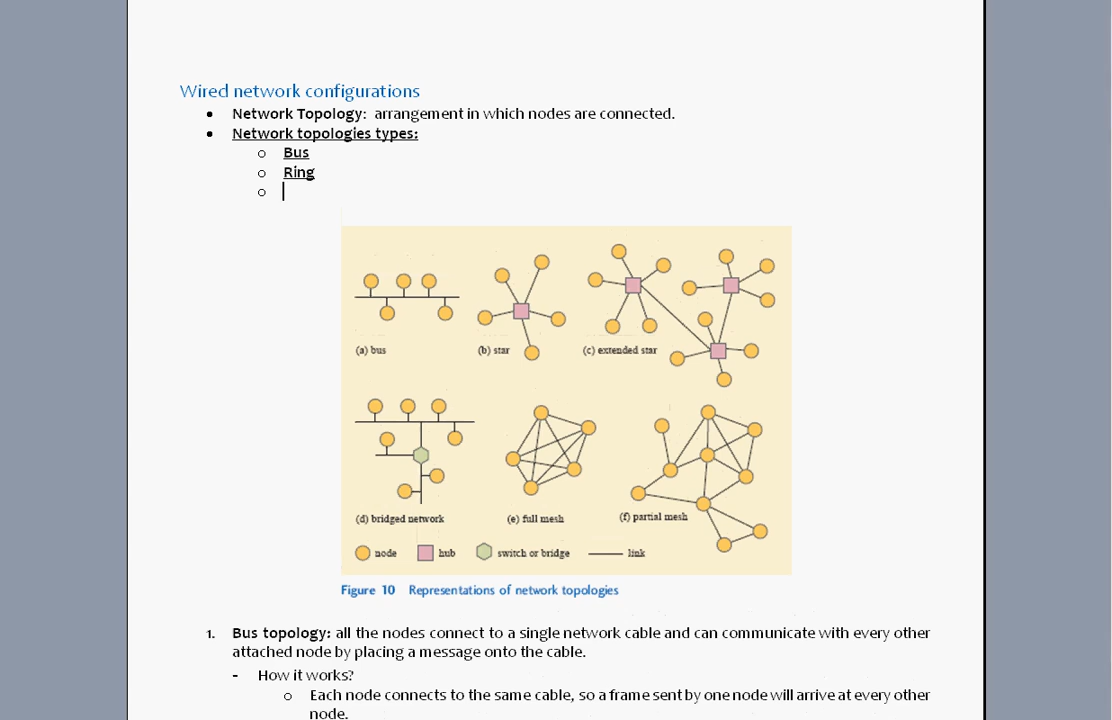 Wired network configurations
• Network Topology: arrangement in which nodes are connected.
• Network topologies types:
o Bus
o Ring
o
(a) bus
(b) star
(c) extended star
(d) bridged network
(e) full mesh
(f) partial mesh
node hub switch or bridge link
Figure 10 Representations of network topologies
1. Bus topology: all the nodes connect to a single network cable and can communicate with every other
attached node by placing a message onto the cable.
- How it works?
o Each node connects to the same cable, so a frame sent by one node will arrive at every other
node.